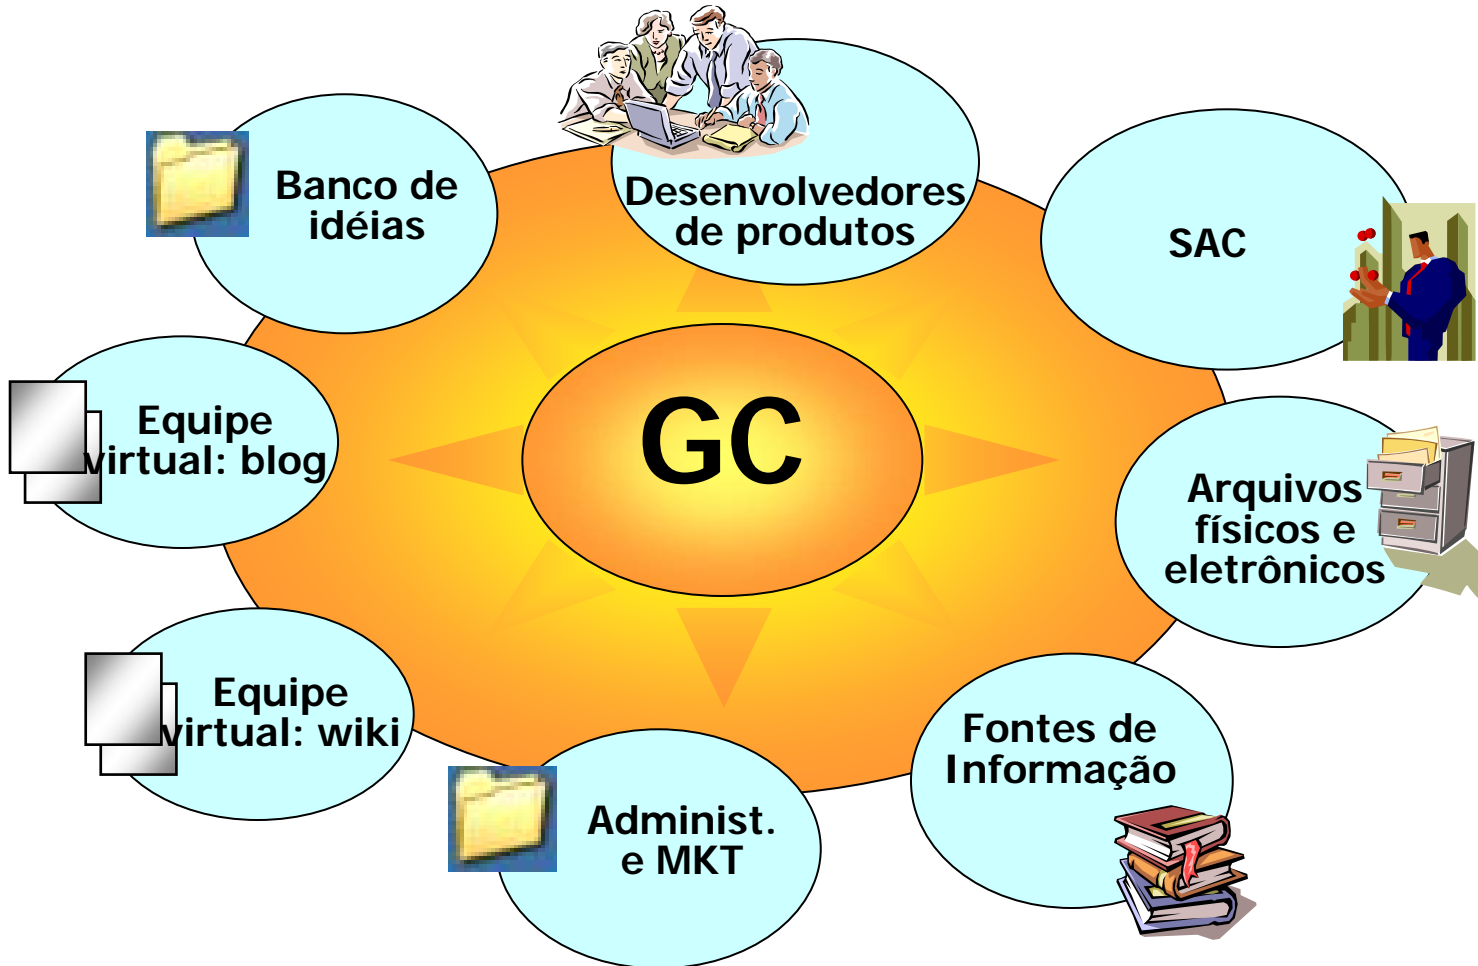 Desenvolvedores
de produtos
Banco de
idéias
SAC
GC
Equipe
virtual: blog
Arquivos
físicos e
eletrônicos
Equipe
virtual: wiki
Fontes de
Informação
Administ.
e MKT